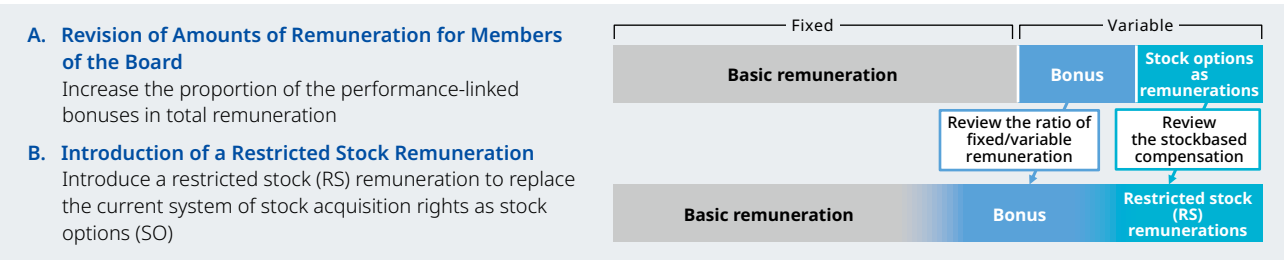 A. Revision of Amounts of Remuneration for Members
of the Board
Increase the proportion of the performance-linked
bonuses in total remuneration
B. Introduction of a Restricted Stock Remuneration
Introduce a restricted stock (RS) remuneration to replace
the current system of stock acquisition rights as stock
options (SO)
Fixed
Variable
Basic remuneration
Bonus
Stock options
as
remunerations
Review the ratio of
fixed/variable
remuneration
Review
the stockbased
compensation
Basic remuneration
Bonus
Restricted stock
(RS)
remunerations